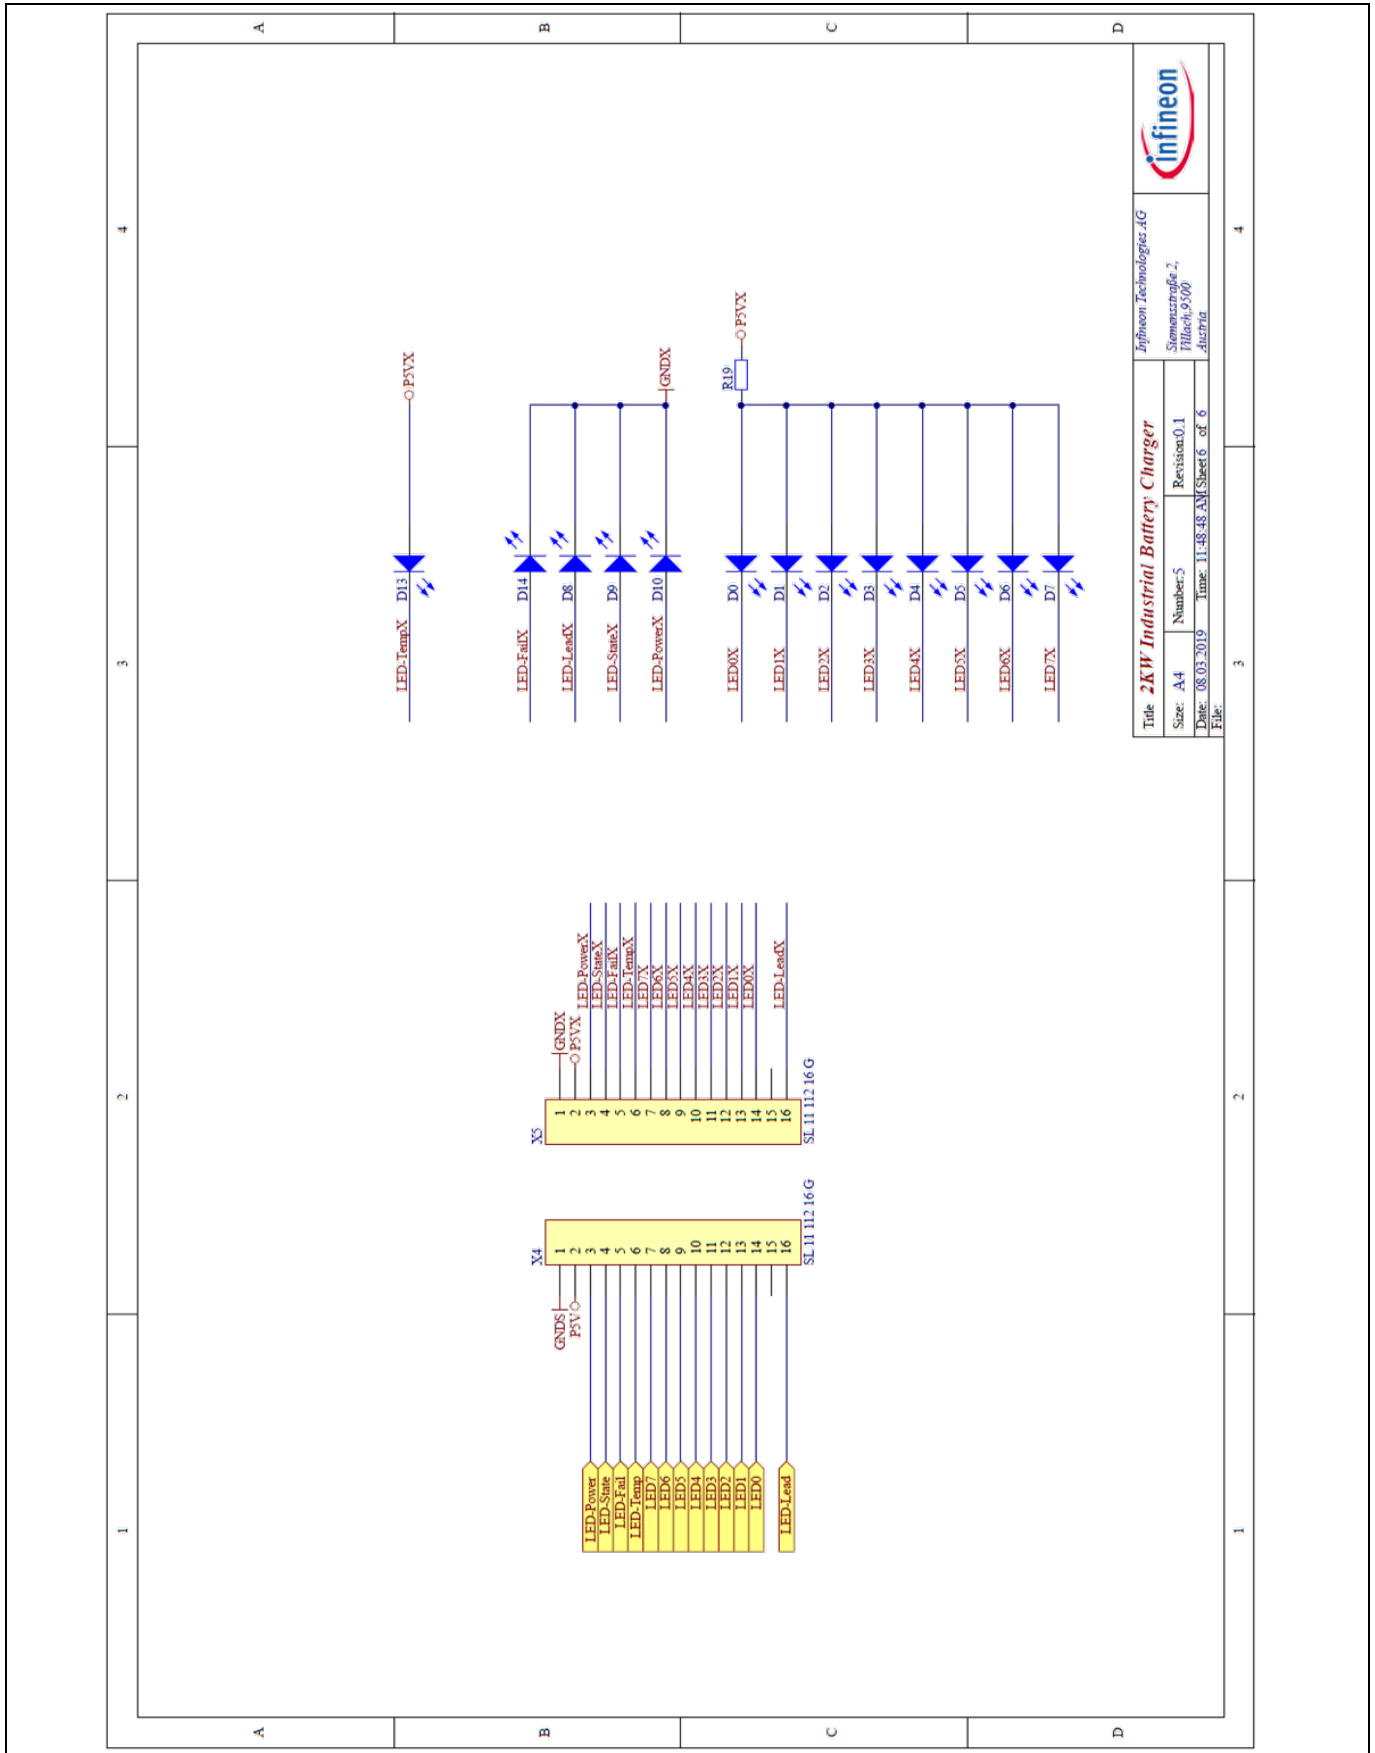 A
B
C
D
1
2
3
4
LED-Power
LED-State
LED-Fail
LED-Temp
LED7
LED6
LED5
LED4
LED3
LED2
LED1
LED0
LED-Lead
GNDS
P5V
X4
1
2
3
4
5
6
7
8
9
10
11
12
13
14
15
16
SL 11 112 16 G
X5
1
2
3
4
5
6
7
8
9
10
11
12
13
14
15
16
SL 11 112 16 G
GNDX
P5VX
LED-PowerX
LED-StateX
LED-FailX
LED-TempX
LED7X
LED6X
LED5X
LED4X
LED3X
LED2X
LED1X
LED0X
LED-LeadX
LED-TempX D13 P5VX
LED-FailX D14
LED-LeadX D8
LED-StateX D9
LED-PowerX D10 GNDX
LED0X D0 R19 P5VX
LED1X D1
LED2X D2
LED3X D3
LED4X D4
LED5X D5
LED6X D6
LED7X D7
Title 2KW Industrial Battery Charger
Size: A4 Number:5 Revision:0.1
Date: 08.03.2019 Time: 11:48:48 AM Sheet 6 of 6
File:
Infineon Technologies AG
Siemensstraße 2,
Villach,9500
Austria
infineon
1
2
3
4
A
B
C
D